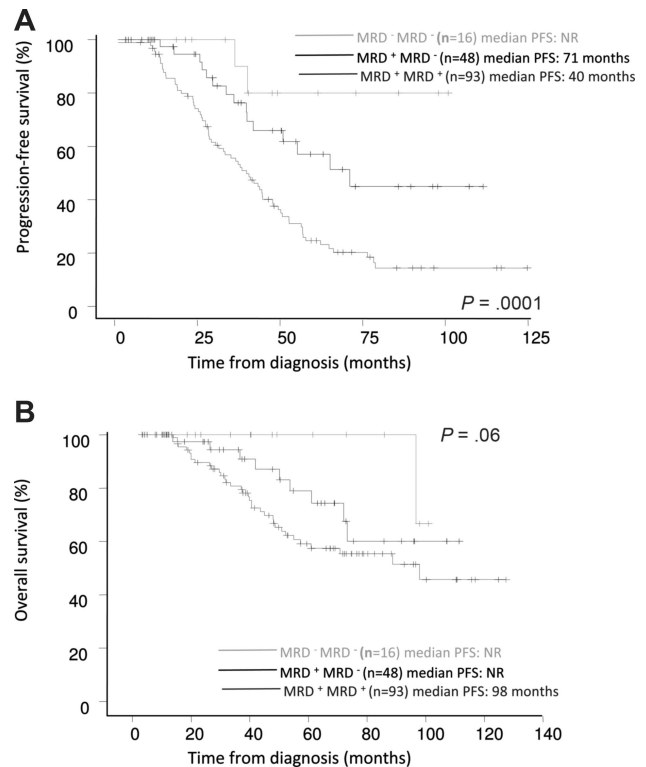 A
MRD - MRD - (n=16) median PFS: NR
MRD + MRD - (n=48) median PFS: 71 months
MRD + MRD + (n=93) median PFS: 40 months
Progression-free survival (%)
100
80
60
40
20
0
P = .0001
0 25 50 75 100 125
Time from diagnosis (months)
B
P = .06
Overall survival (%)
100
80
60
40
20
0
MRD - MRD - (n=16) median PFS: NR
MRD + MRD - (n=48) median PFS: NR
MRD + MRD + (n=93) median PFS: 98 months
0 20 40 60 80 100 120 140
Time from diagnosis (months)